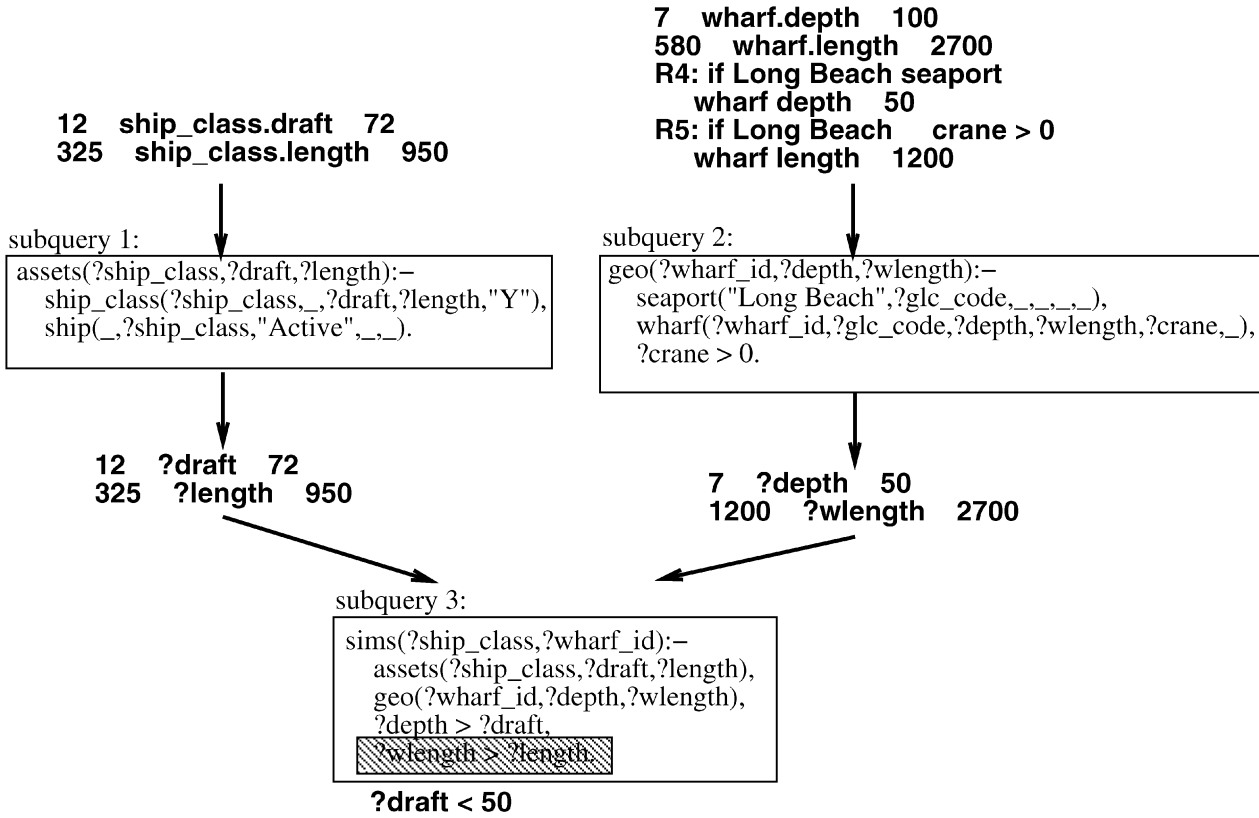 7 wharf.depth 100
580 wharf.length 2700
R4: if Long Beach seaport
wharf depth 50
R5: if Long Beach crane > 0
wharf length 1200
12 ship_class.draft 72
325 ship_class.length 950
subquery 1:
assets(?ship_class,?draft,?length):−
ship_class(?ship_class,_,?draft,?length,"Y"),
ship(_,?ship_class,"Active",_,_).
subquery 2:
geo(?wharf_id,?depth,?wlength):−
seaport("Long Beach",?glc_code,_,_,_,_),
wharf(?wharf_id,?glc_code,?depth,?wlength,?crane,_),
?crane > 0.
12 ?draft 72
325 ?length 950
7 ?depth 50
1200 ?wlength 2700
subquery 3:
sims(?ship_class,?wharf_id):−
assets(?ship_class,?draft,?length),
geo(?wharf_id,?depth,?wlength),
?depth > ?draft,
?wlength > ?length.
?draft < 50